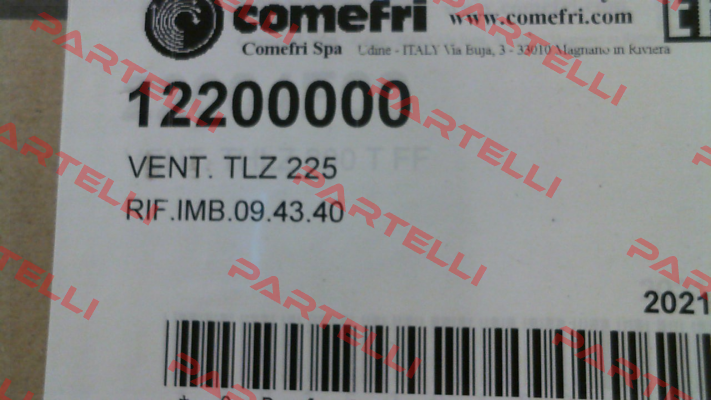 comefri www.comefri.com
Comefri Spa Udine - ITALY Via Buja, 3 - 33010 Magnano in Riviera
12200000
VENT. TLZ 225
RIF.IMB.09.43.40
2021
PARTELLI
PARTELLI
PARTELLI
PARTELLI
PARTELLI
PARTELLI
PARTELLI